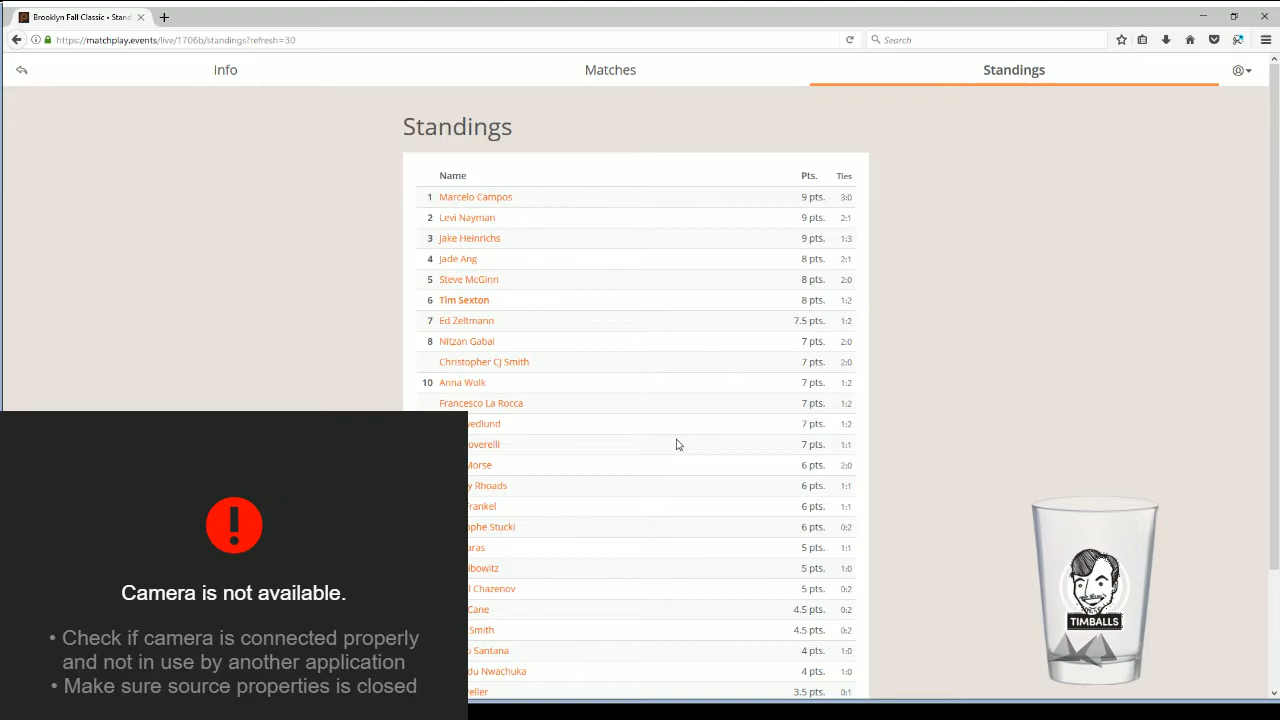 Brooklyn Fall Classic • Stand
https://matchplay.events/live/1706b/standings?refresh=30
Search
Info
Matches
Standings
Standings
Name Pts. Ties
1 Marcelo Campos 9 pts. 3:0
2 Levi Nayman 9 pts. 2:1
3 Jake Heinrichs 9 pts. 1:3
4 Jade Ang 8 pts. 2:1
5 Steve McGinn 8 pts. 2:0
6 Tim Sexton 8 pts. 1:2
7 Ed Zeltmann 7.5 pts. 1:2
8 Nitzan Gabai 7 pts. 2:0
Christopher CJ Smith 7 pts. 2:0
10 Anna Wolk 7 pts. 1:2
Francesco La Rocca 7 pts. 1:2
vedlund 7 pts. 1:2
overelli 7 pts. 1:1
Morse 6 pts. 2:0
y Rhoads 6 pts. 1:1
rankel 6 pts. 1:1
ophe Stucki 6 pts. 0:2
aras 5 pts. 1:1
ibowitz 5 pts. 1:0
l Chazenov 5 pts. 0:2
Cane 4.5 pts. 0:2
Smith 4.5 pts. 0:2
o Santana 4 pts. 1:0
du Nwachuka 4 pts. 1:0
eller 3.5 pts. 0:1
Camera is not available.
• Check if camera is connected properly
and not in use by another application
• Make sure source properties is closed
TIMBALLS